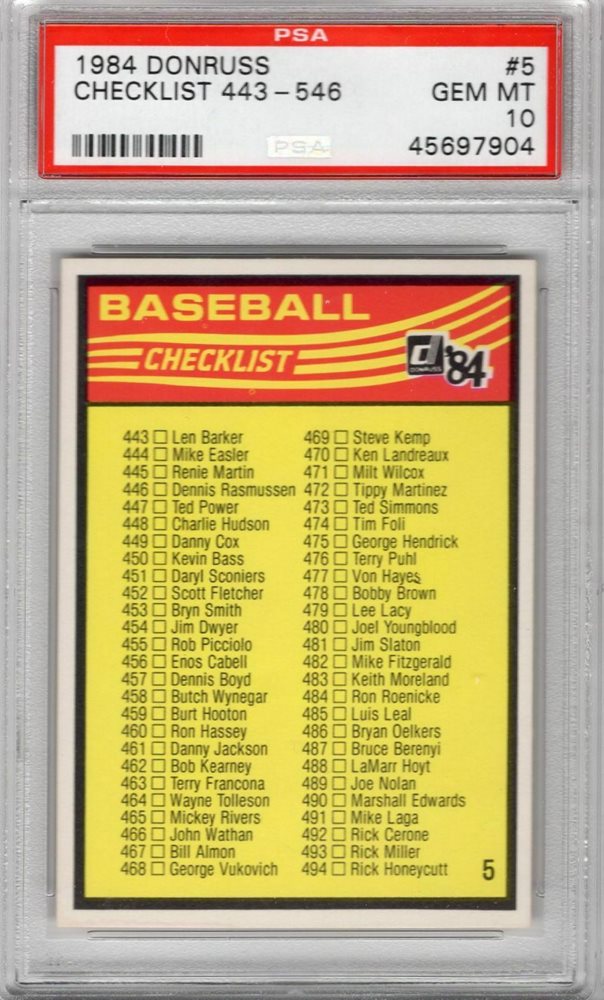 PSA
1984 DONRUSS #5
CHECKLIST 443 – 546 GEM MT
10
PSA 45697904
BASEBALL
CHECKLIST
d
DONRUSS
'84
443 Len Barker
444 Mike Easler
445 Renie Martin
446 Dennis Rasmussen
447 Ted Power
448 Charlie Hudson
449 Danny Cox
450 Kevin Bass
451 Daryl Sconiers
452 Scott Fletcher
453 Bryn Smith
454 Jim Dwyer
455 Rob Picciolo
456 Enos Cabell
457 Dennis Boyd
458 Butch Wynegar
459 Burt Hooton
460 Ron Hassey
461 Danny Jackson
462 Bob Kearney
463 Terry Francona
464 Wayne Tolleson
465 Mickey Rivers
466 John Wathan
467 Bill Almon
468 George Vukovich
469 Steve Kemp
470 Ken Landreaux
471 Milt Wilcox
472 Tippy Martinez
473 Ted Simmons
474 Tim Foli
475 George Hendrick
476 Terry Puhl
477 Von Hayes
478 Bobby Brown
479 Lee Lacy
480 Joel Youngblood
481 Jim Slaton
482 Mike Fitzgerald
483 Keith Moreland
484 Ron Roenicke
485 Luis Leal
486 Bryan Oelkers
487 Bruce Berenyi
488 LaMarr Hoyt
489 Joe Nolan
490 Marshall Edwards
491 Mike Laga
492 Rick Cerone
493 Rick Miller
494 Rick Honeycutt
5